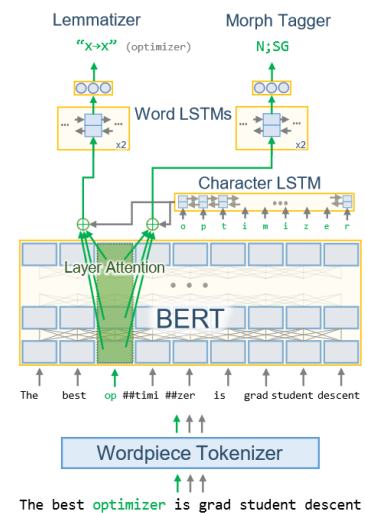 Lemmatizer Morph Tagger
“x→x” (optimizer) N;SG
... ... Word LSTMs ... ...
x2 x2
Character LSTM
...
o p t i m i z e r
Layer Attention
...
BERT
The best op ##timi ##zer is grad student descent
Wordpiece Tokenizer
The best optimizer is grad student descent